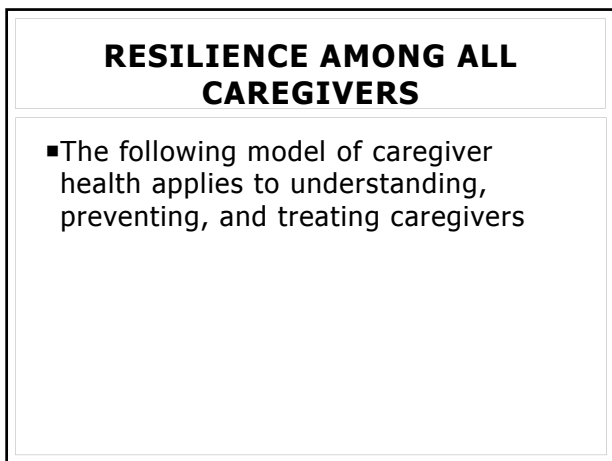 RESILIENCE AMONG ALL
CAREGIVERS
▪The following model of caregiver
health applies to understanding,
preventing, and treating caregivers